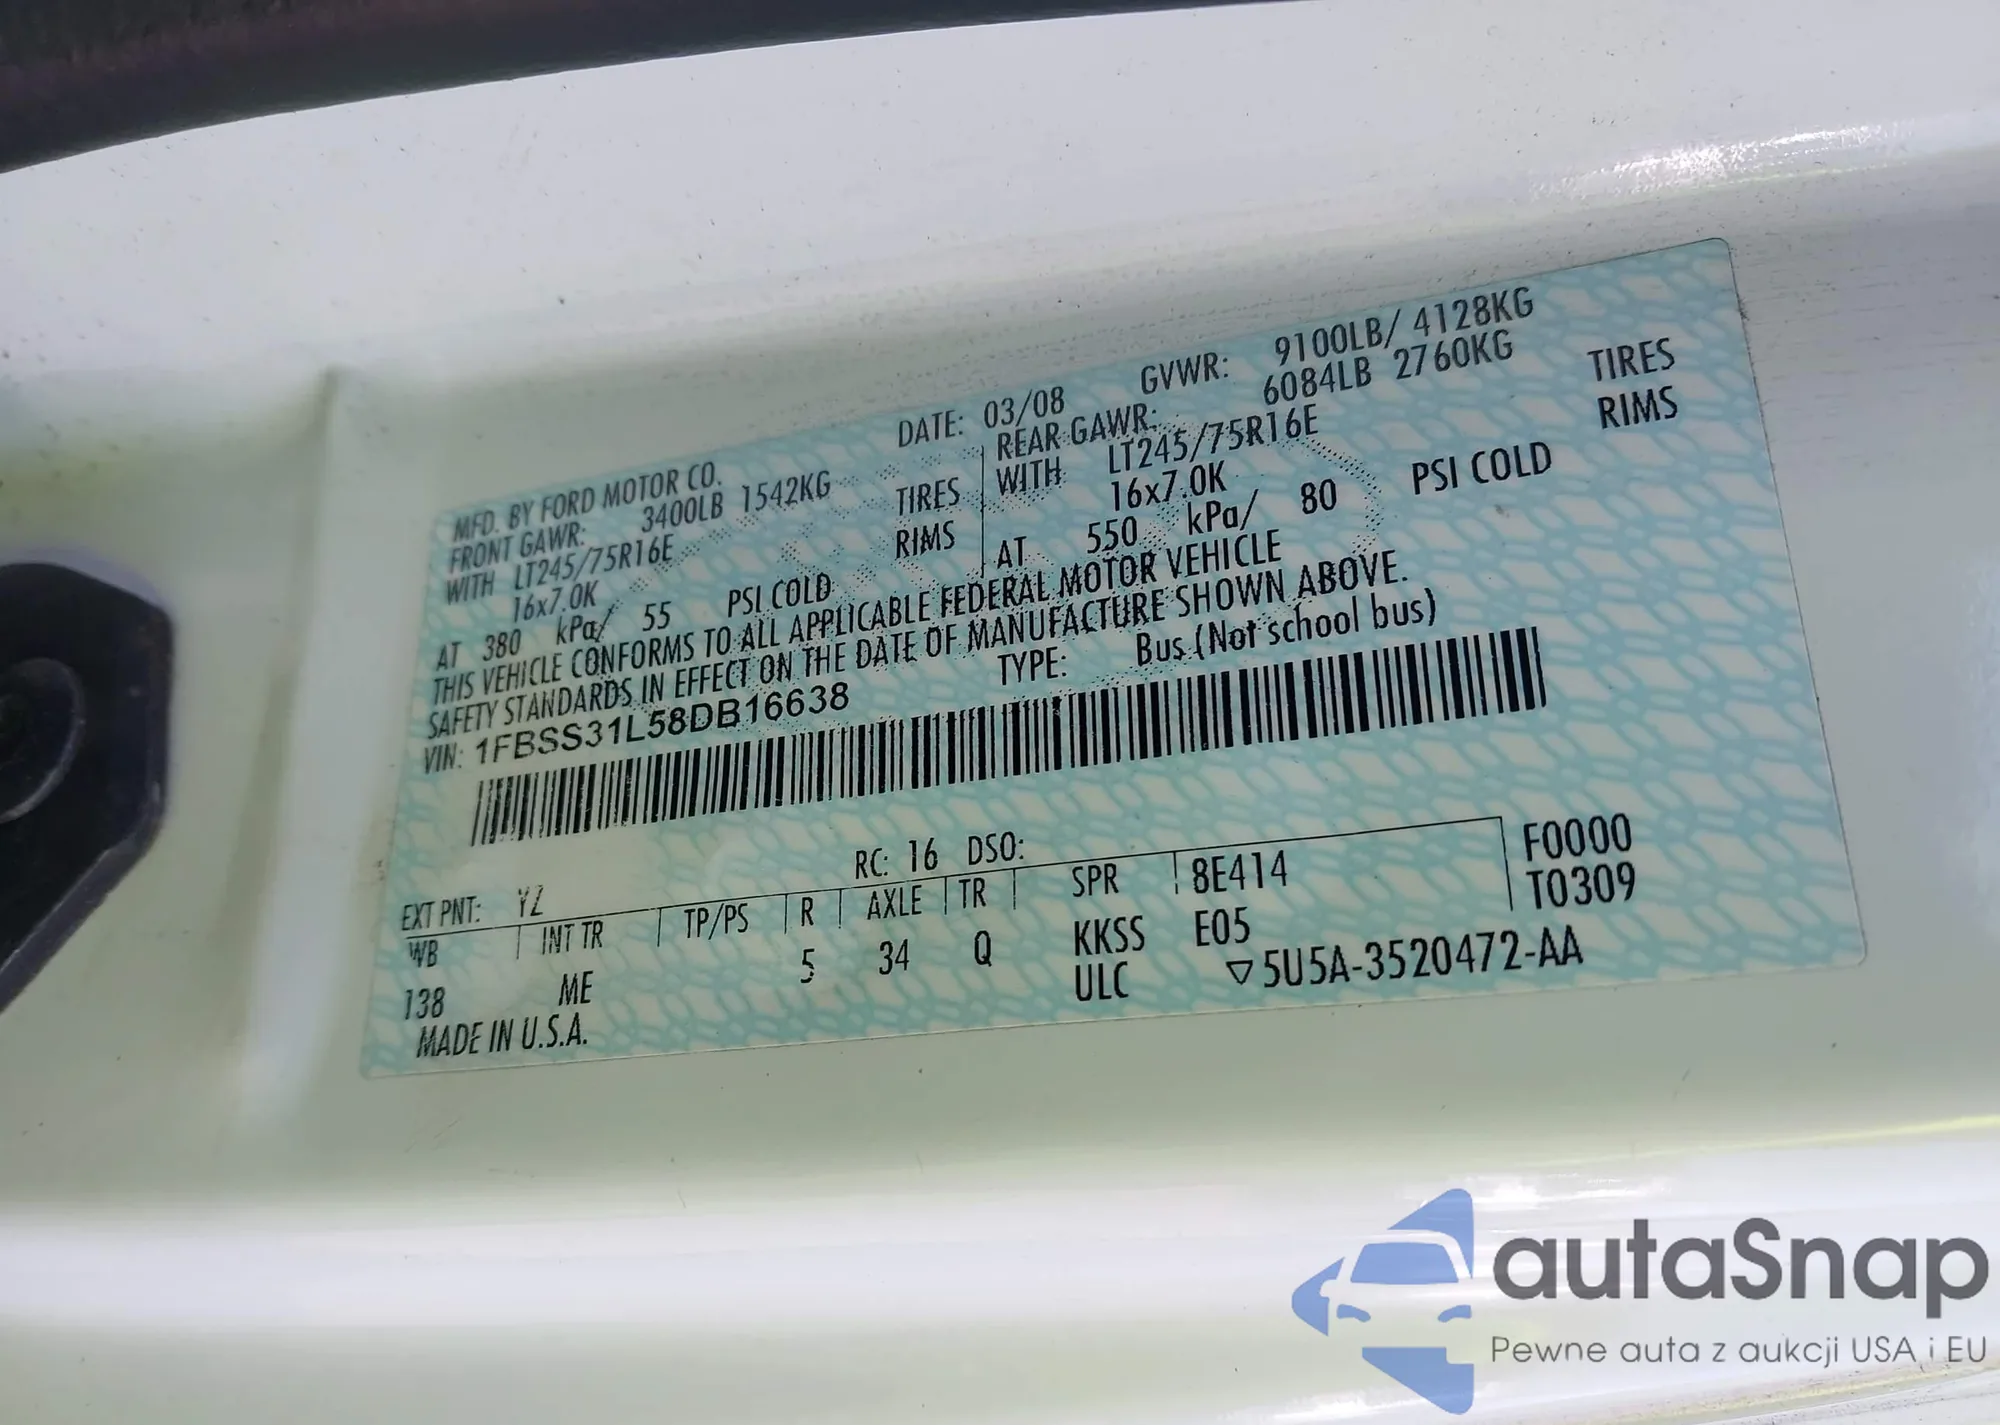 MFD. BY FORD MOTOR CO. DATE: 03/08 GVWR: 9100LB/ 4128KG
FRONT GAWR: 3400LB 1542KG REAR GAWR: 6084LB 2760KG
WITH LT245/75R16E TIRES WITH LT245/75R16E TIRES
16x7.0K RIMS 16x7.0K RIMS
AT 380 kPa/ 55 PSI COLD AT 550 kPa/ 80 PSI COLD
THIS VEHICLE CONFORMS TO ALL APPLICABLE FEDERAL MOTOR VEHICLE
SAFETY STANDARDS IN EFFECT ON THE DATE OF MANUFACTURE SHOWN ABOVE.
VIN: 1FBSS31L58DB16638 TYPE: Bus (Not school bus)
EXT PNT: YZ RC: 16 DSO: F0000
WB INT TR TP/PS R AXLE TR SPR 8E414 T0309
138 ME 5 34 Q KKSS E05
MADE IN U.S.A. ULC ▽5U5A-3520472-AA
autaSnap
Pewne auta z aukcji USA i EU